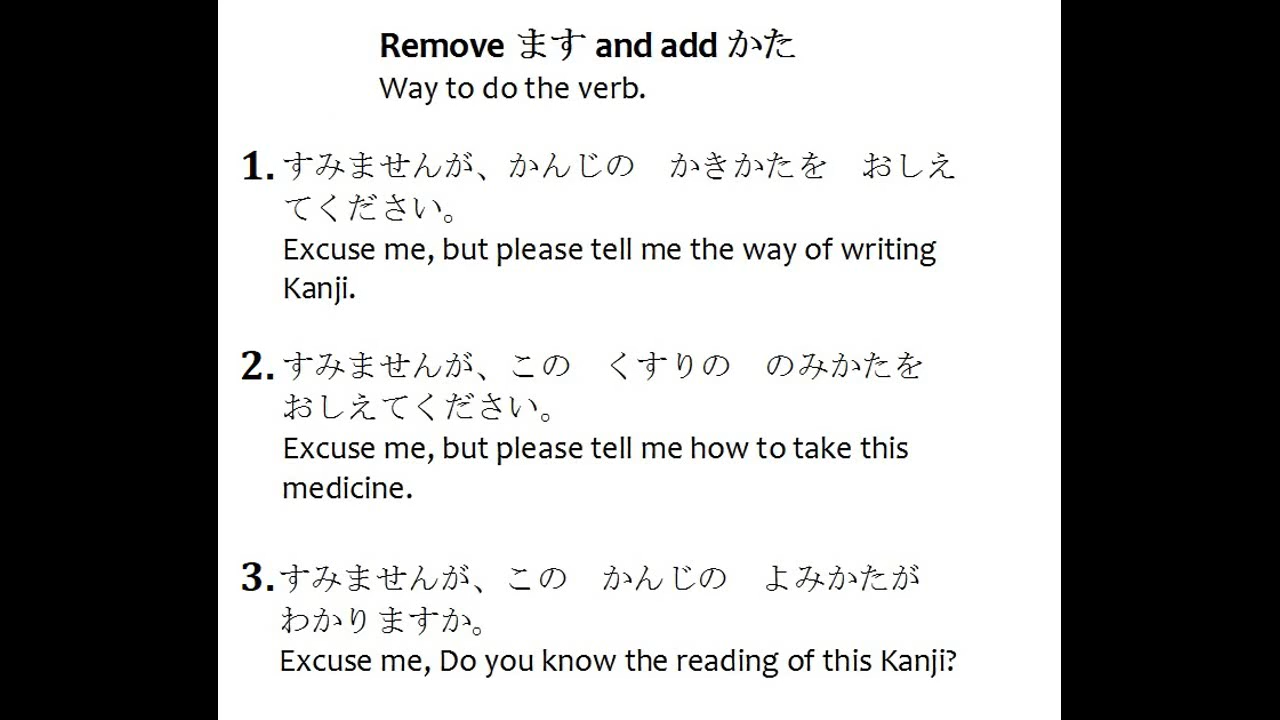 Remove ます and add かた
Way to do the verb.
1. すみませんが、かんじの　かきかたを　おしえ
てください。
Excuse me, but please tell me the way of writing
Kanji.
2. すみませんが、この　くすりの　のみかたを
おしえてください。
Excuse me, but please tell me how to take this
medicine.
3. すみませんが、この　かんじの　よみかたが
わかりますか。
Excuse me, Do you know the reading of this Kanji?